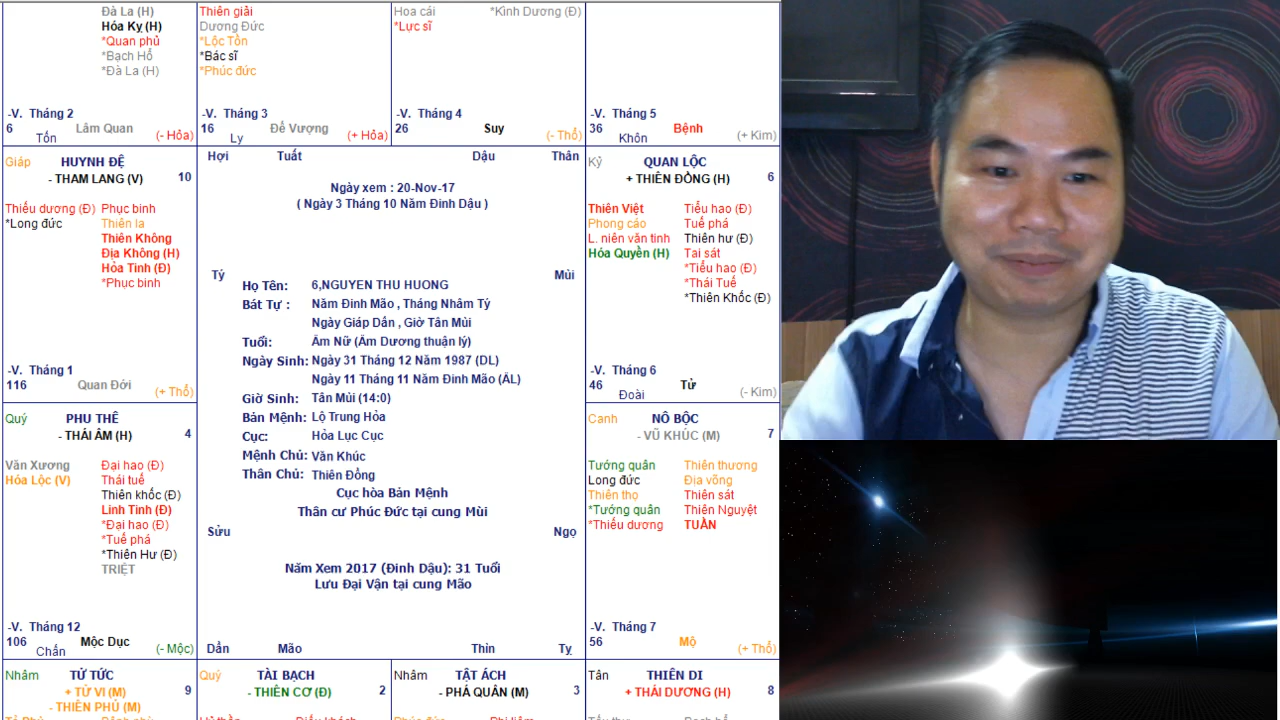 Đà La (H)
Hóa Kỵ (H)
*Quan phủ
*Bạch Hổ
*Đà La (H)
-V. Tháng 2
6
Tốn
Lâm Quan
(- Hỏa)
Thiên giải
Dương Đức
*Lộc Tồn
*Bác sĩ
*Phúc đức
-V. Tháng 3
16
Ly
Đế Vượng
(+ Hỏa)
Hoa cái
*Kình Dương (Đ)
*Lực sĩ
-V. Tháng 4
26
Suy
(- Thổ)
-V. Tháng 5
36
Khôn
Bệnh
(+ Kim)
Giáp
HUYNH ĐỆ
- THAM LANG (V)
10
Thiếu dương (Đ)
*Long đức
Phục binh
Thiên la
Thiên Không
Địa Không (H)
Hỏa Tinh (Đ)
*Phục binh
-V. Tháng 1
116
Quan Đới
(+ Thổ)
Hợi Tuất Dậu Thân
Ngày xem : 20-Nov-17
( Ngày 3 Tháng 10 Năm Đinh Dậu )
Tý Mùi
Họ Tên: 6,NGUYEN THU HUONG
Bát Tự : Năm Đinh Mão , Tháng Nhâm Tý
Ngày Giáp Dần , Giờ Tân Mùi
Tuổi: Âm Nữ (Âm Dương thuận lý)
Ngày Sinh: Ngày 31 Tháng 12 Năm 1987 (DL)
Ngày 11 Tháng 11 Năm Đinh Mão (ÂL)
Giờ Sinh: Tân Mùi (14:0)
Bản Mệnh: Lộ Trung Hỏa
Cục: Hỏa Lục Cục
Mệnh Chủ: Văn Khúc
Thân Chủ: Thiên Đồng
Cục hòa Bản Mệnh
Thân cư Phúc Đức tại cung Mùi
Sửu Ngọ
Năm Xem 2017 (Đinh Dậu): 31 Tuổi
Lưu Đại Vận tại cung Mão
Dần Mão Thìn Tỵ
Kỷ
QUAN LỘC
+ THIÊN ĐỒNG (H)
6
Thiên Việt
Phong cáo
L. niên văn tinh
Hóa Quyền (H)
Tiểu hao (Đ)
Tuế phá
Thiên hư (Đ)
Tai sát
*Tiểu hao (Đ)
*Thái Tuế
*Thiên Khốc (Đ)
-V. Tháng 6
46
Đoài
Tử
(- Kim)
Quý
PHU THÊ
- THÁI ÂM (H)
4
Văn Xương
Hóa Lộc (V)
Đại hao (Đ)
Thái tuế
Thiên khốc (Đ)
Linh Tinh (Đ)
*Đại hao (Đ)
*Tuế phá
*Thiên Hư (Đ)
TRIỆT
-V. Tháng 12
106
Chấn
Mộc Dục
(- Mộc)
Canh
NÔ BỘC
- VŨ KHÚC (M)
7
Tướng quân
Long đức
Thiên thọ
*Tướng quân
*Thiếu dương
Thiên thương
Địa võng
Thiên sát
Thiên Nguyệt
TUẦN
-V. Tháng 7
56
Mộ
(+ Thổ)
Nhâm
TỬ TỨC
+ TỬ VI (M)
- THIÊN PHỦ (M)
9
Quý
TÀI BẠCH
- THIÊN CƠ (Đ)
2
Nhâm
TẬT ÁCH
- PHÁ QUÂN (M)
3
Tân
THIÊN DI
+ THÁI DƯƠNG (H)
8